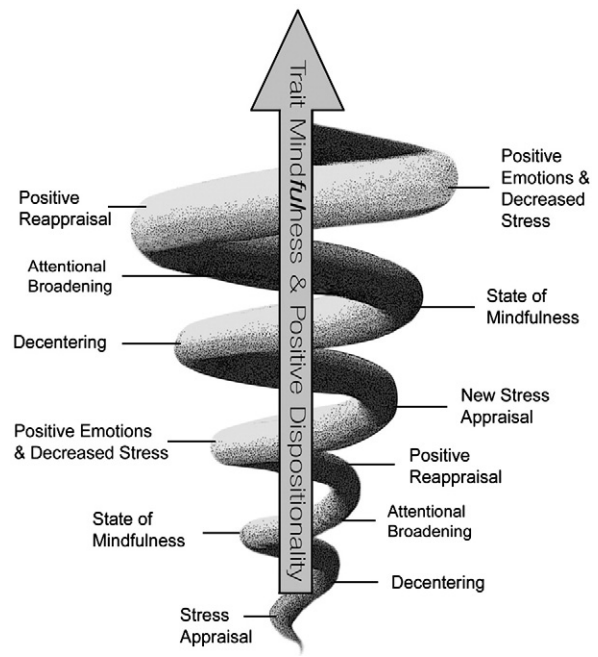 Trait Mindfulness & Positive Dispositionality
Positive
Emotions &
Decreased
Stress
Positive
Reappraisal
Attentional
Broadening
State of
Mindfulness
Decentering
New Stress
Appraisal
Positive Emotions
& Decreased Stress
Positive
Reappraisal
Attentional
Broadening
State of
Mindfulness
Decentering
Stress
Appraisal